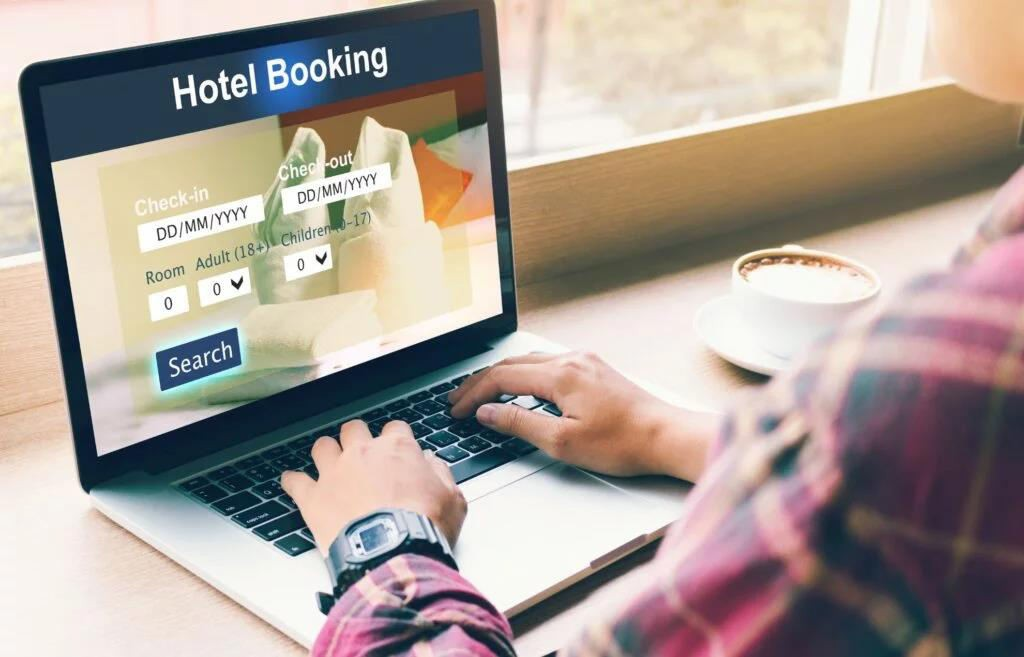 Hotel Booking
Check-in Check-out
DD/MM/YYYY DD/MM/YYYY
Room Adult (18+) Children (0-17)
0 0 0
Search